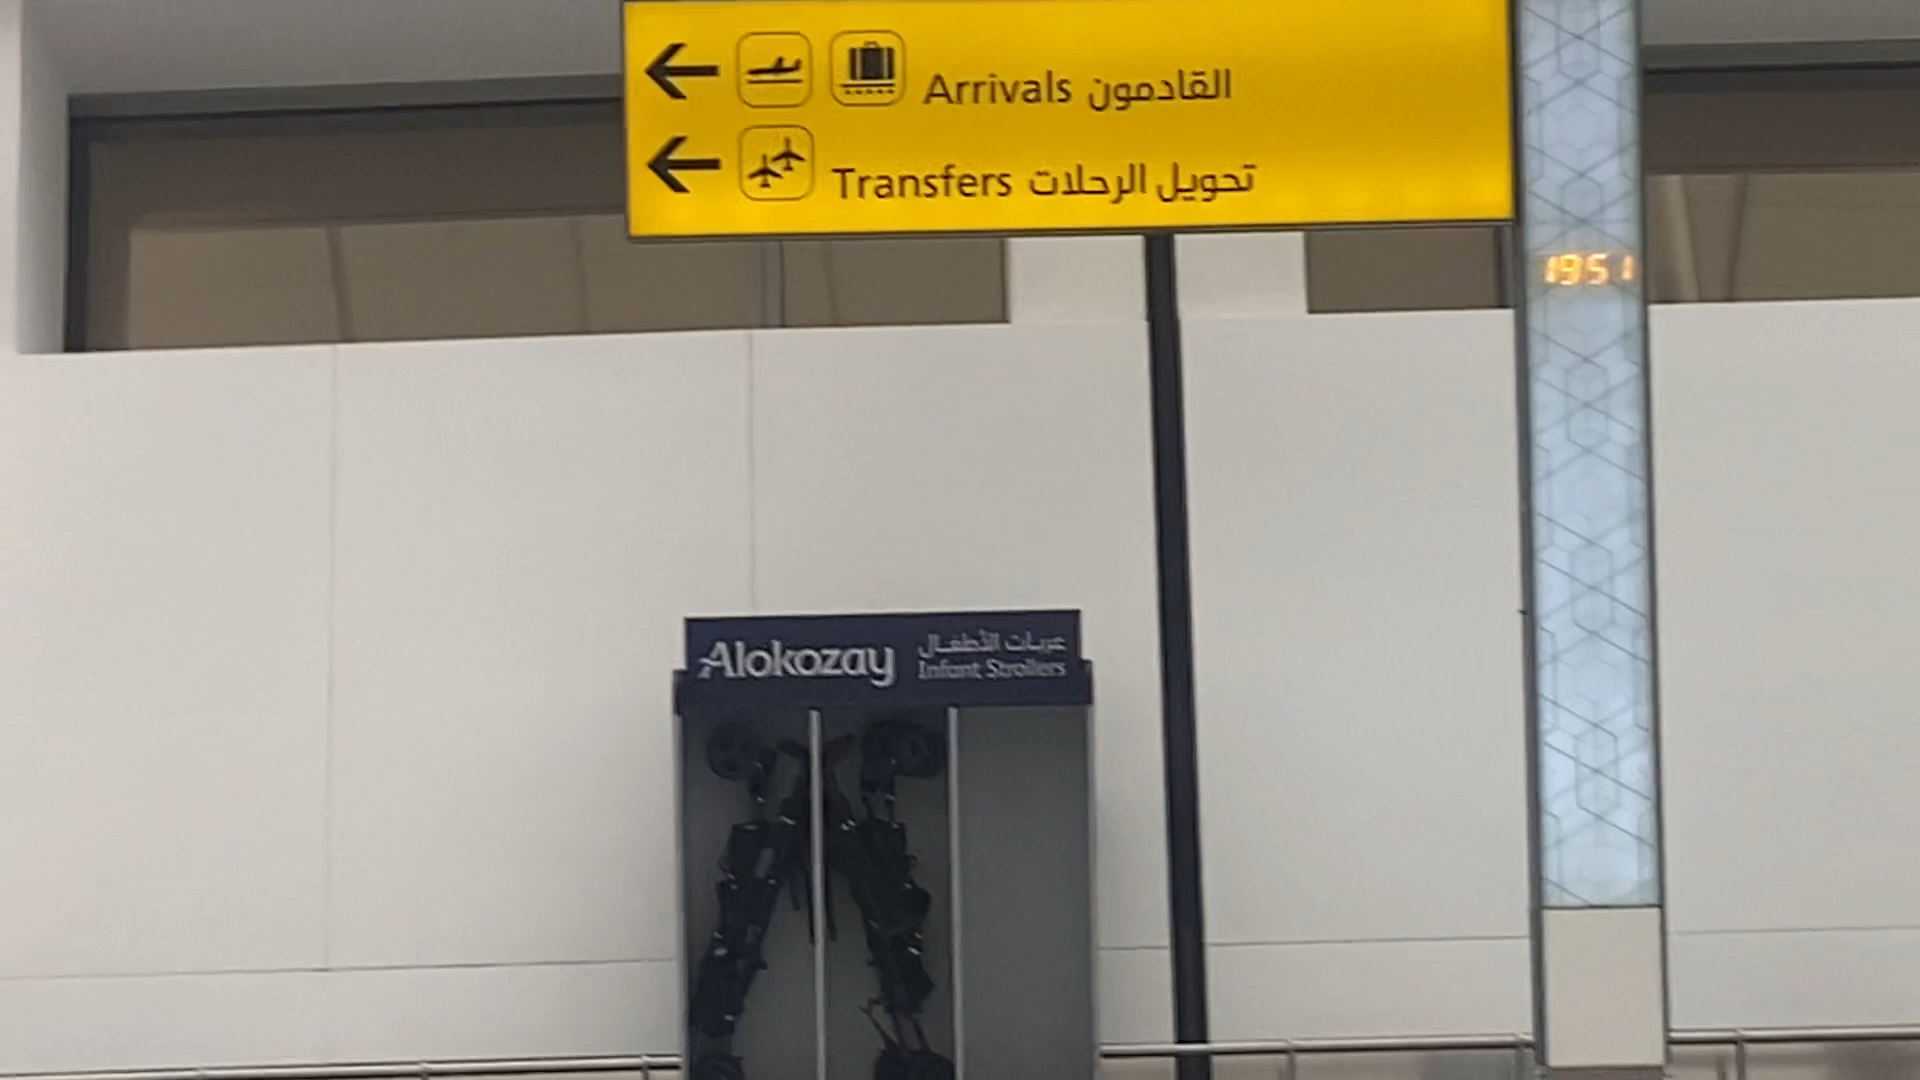 Arrivals القادمون
Transfers تحويل الرحلات
1951
Alokozay
عربات الأطفال
Infant Strollers